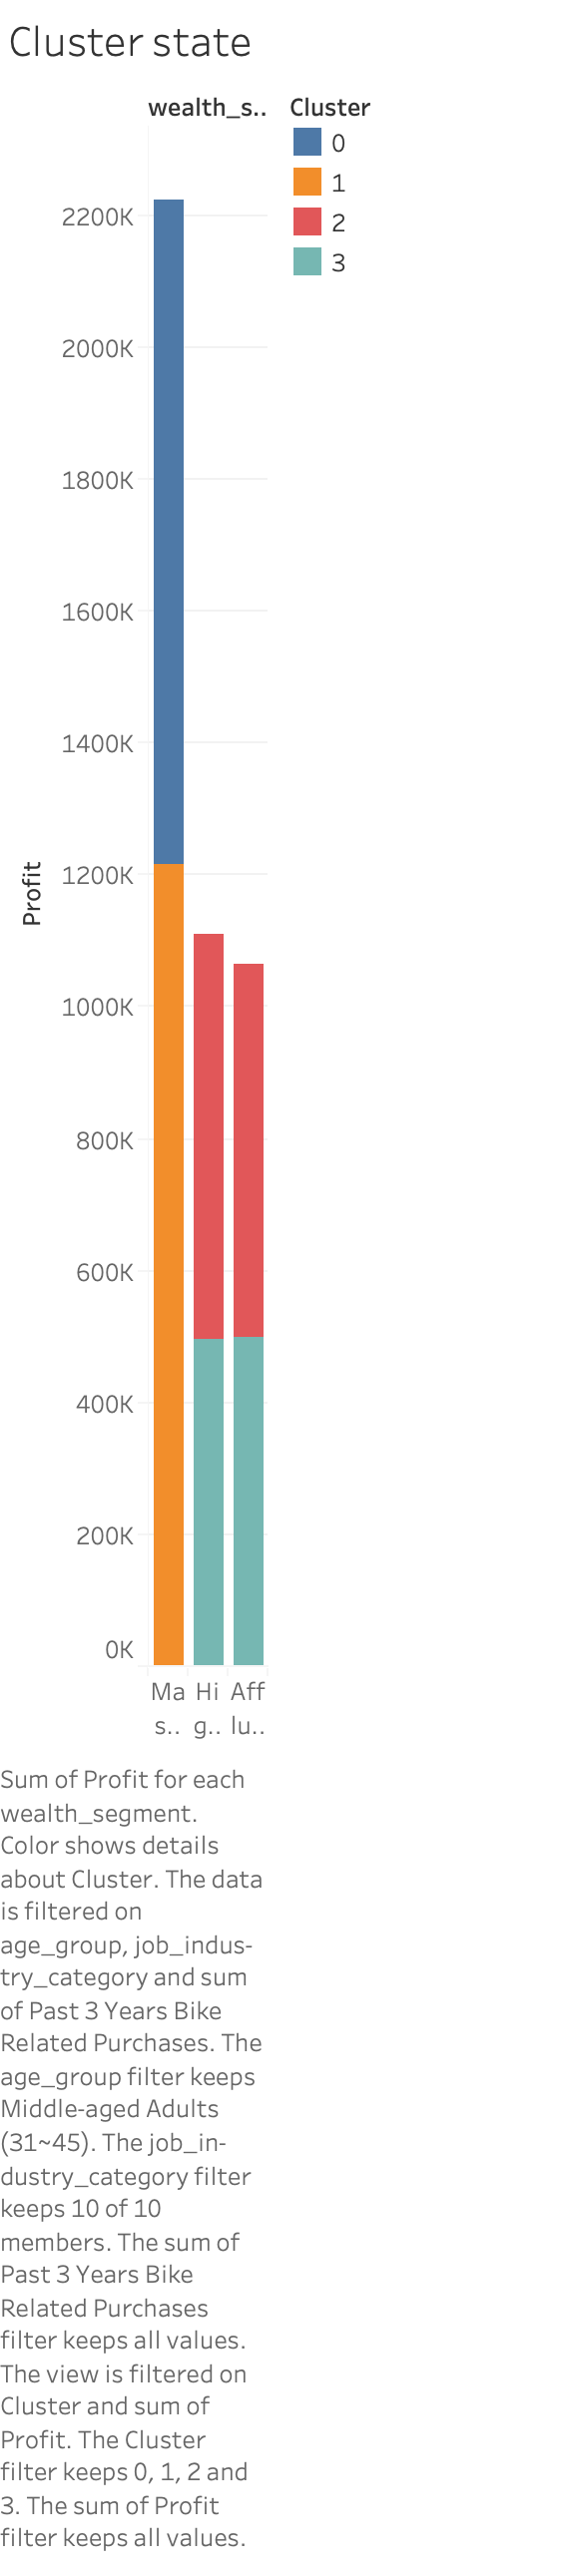 Cluster state
wealth_s.. Cluster
0
1
2
3
2200K
2000K
1800K
1600K
1400K
1200K
1000K
800K
600K
400K
200K
0K
Profit
Ma Hi Aff
s.. g.. lu..
Sum of Profit for each
wealth_segment.
Color shows details
about Cluster. The data
is filtered on
age_group, job_indus-
try_category and sum
of Past 3 Years Bike
Related Purchases. The
age_group filter keeps
Middle-aged Adults
(31~45). The job_in-
dustry_category filter
keeps 10 of 10
members. The sum of
Past 3 Years Bike
Related Purchases
filter keeps all values.
The view is filtered on
Cluster and sum of
Profit. The Cluster
filter keeps 0, 1, 2 and
3. The sum of Profit
filter keeps all values.